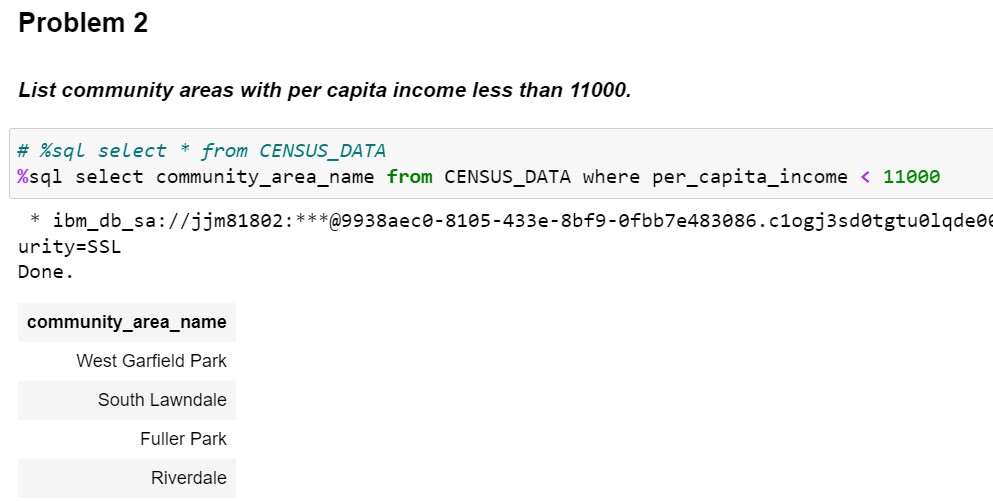 Problem 2
List community areas with per capita income less than 11000.
# %sql select * from CENSUS_DATA
%sql select community_area_name from CENSUS_DATA where per_capita_income < 11000
* ibm_db_sa://jjm81802:***@9938aec0-8105-433e-8bf9-0fbb7e483086.c1ogj3sd0tgtu0lqde00
urity=SSL
Done.
community_area_name
West Garfield Park
South Lawndale
Fuller Park
Riverdale